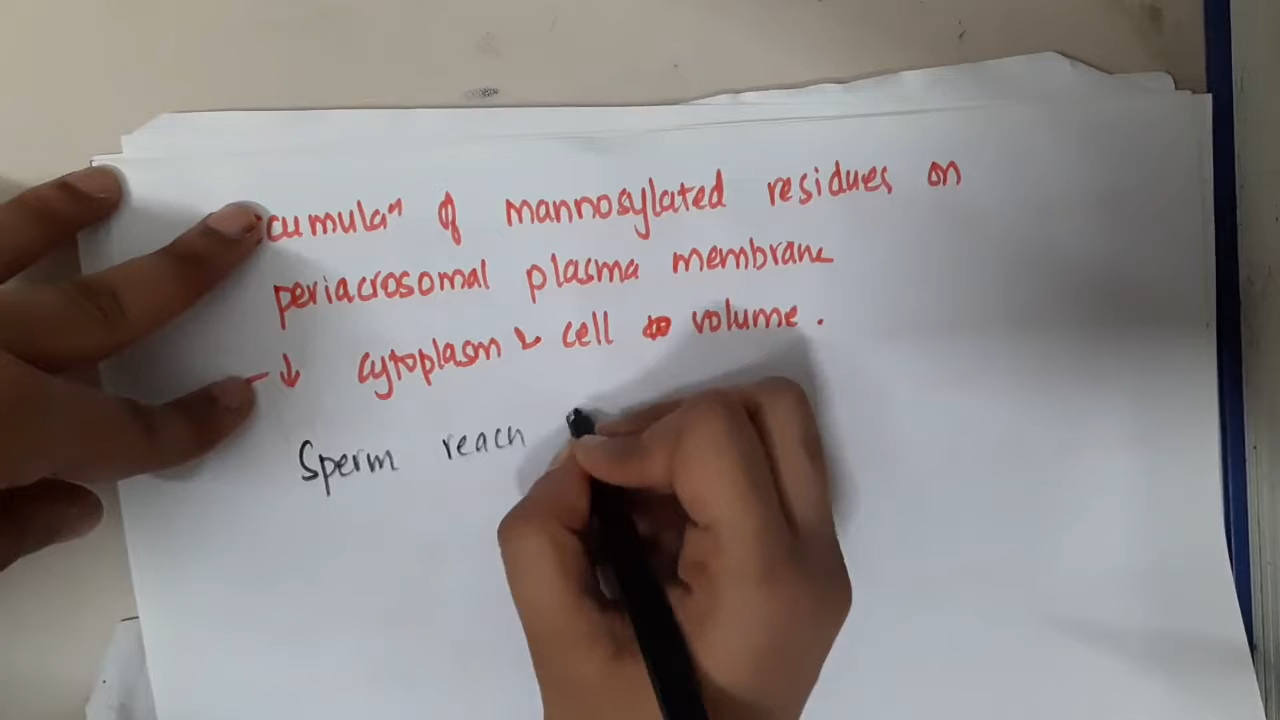 cumulaⁿ of mannosylated residues on
periacrosomal plasma membrane
- ↓ cytoplasm & cell volume.
Sperm reach